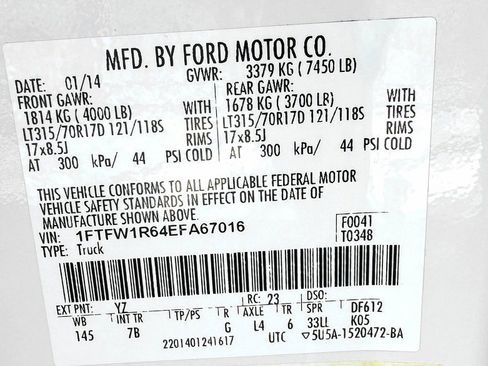 MFD. BY FORD MOTOR CO.
DATE: 01/14 GVWR: 3379 KG (7450 LB)
FRONT GAWR: REAR GAWR:
1814 KG (4000 LB) WITH 1678 KG (3700 LB) WITH
LT315/70R17D 121/118S TIRES LT315/70R17D 121/118S TIRES
17x8.5J RIMS 17x8.5J RIMS
AT 300 kPa/ 44 PSI COLD AT 300 kPa/ 44 PSI COLD
THIS VEHICLE CONFORMS TO ALL APPLICABLE FEDERAL MOTOR
VEHICLE SAFETY STANDARDS IN EFFECT ON THE DATE OF
MANUFACTURE SHOWN ABOVE.
VIN: 1FTFW1R64EFA67016 F0041
TYPE: Truck T0348
EXT PNT: YZ RC: 23 DSO:
WB INT TR TP/PS R AXLE TR SPR DF612
145 7B G L4 6 33LL K05
2201401241617 UTC ▽5U5A-1520472-BA